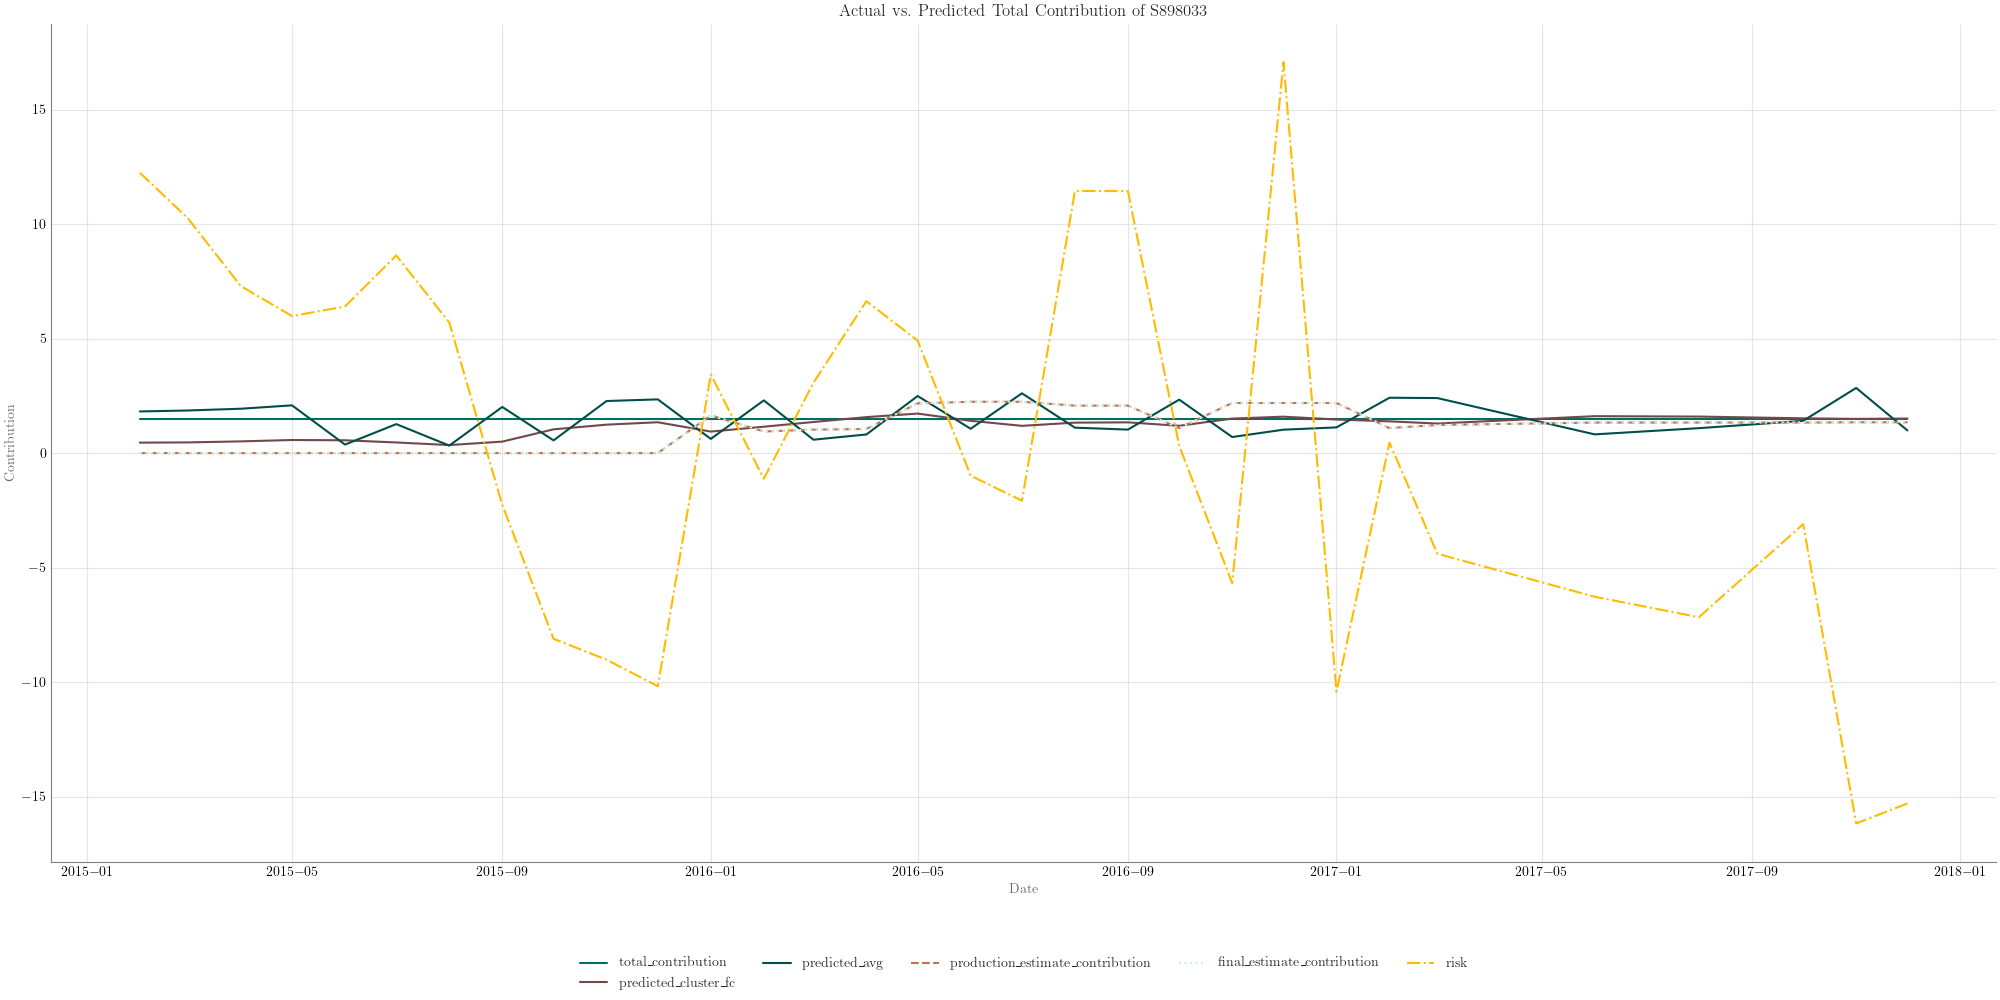 Actual vs. Predicted Total Contribution of S898033
Contribution
15
10
5
0
−5
−10
−15
2015−01
2015−05
2015−09
2016−01
2016−05
2016−09
2017−01
2017−05
2017−09
2018−01
Date
total_contribution
predicted_cluster_fc
predicted_avg
production_estimate_contribution
final_estimate_contribution
risk